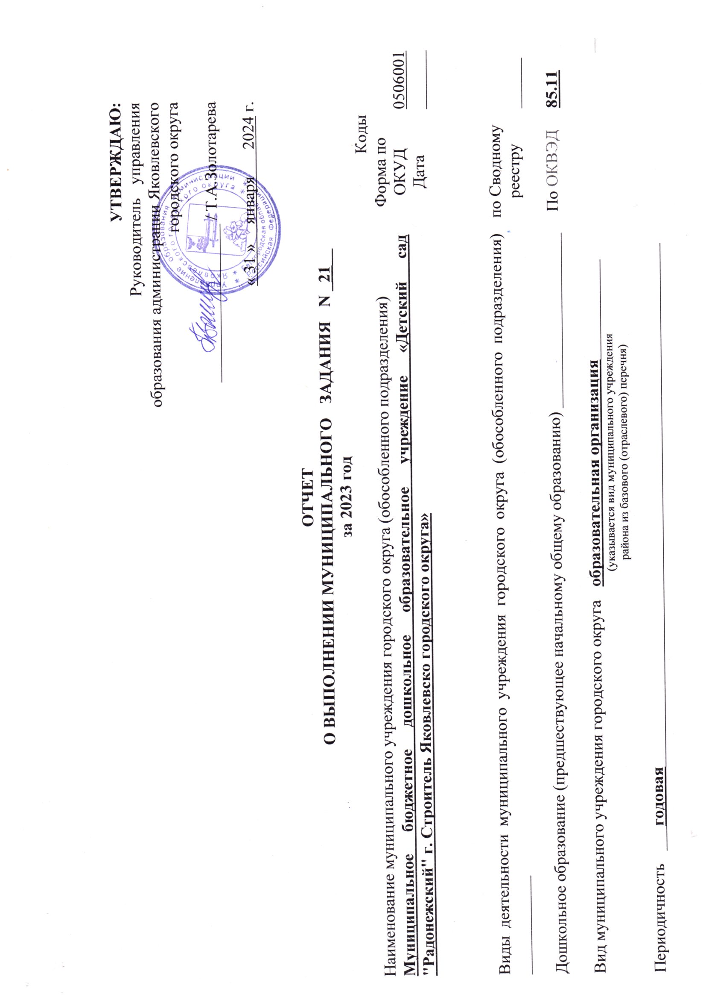 УТВЕРЖДАЮ:
Руководитель управления
образования администрации Яковлевского
городского округа
/ Т.А.Золотарева
« 31 » января 2024 г.
ОТЧЕТ
О ВЫПОЛНЕНИИ МУНИЦИПАЛЬНОГО ЗАДАНИЯ N 21
за 2023 год
Коды
Наименование муниципального учреждения городского округа (обособленного подразделения)
Муниципальное бюджетное дошкольное образовательное учреждение «Детский сад
"Радонежский" г. Строитель Яковлевско городского округа»
Форма по
ОКУД 0506001
Дата
Виды деятельности муниципального учреждения городского округа (обособленного подразделения)
по Сводному
реестру
Дошкольное образование (предшествующее начальному общему образованию)
По ОКВЭД 85.11
Вид муниципального учреждения городского округа образовательная организация
(указывается вид муниципального учреждения
района из базового (отраслевого) перечня)
Периодичность годовая
Управление образования администрации
Яковлевского городского округа
Белгородская область
Российская Федерация